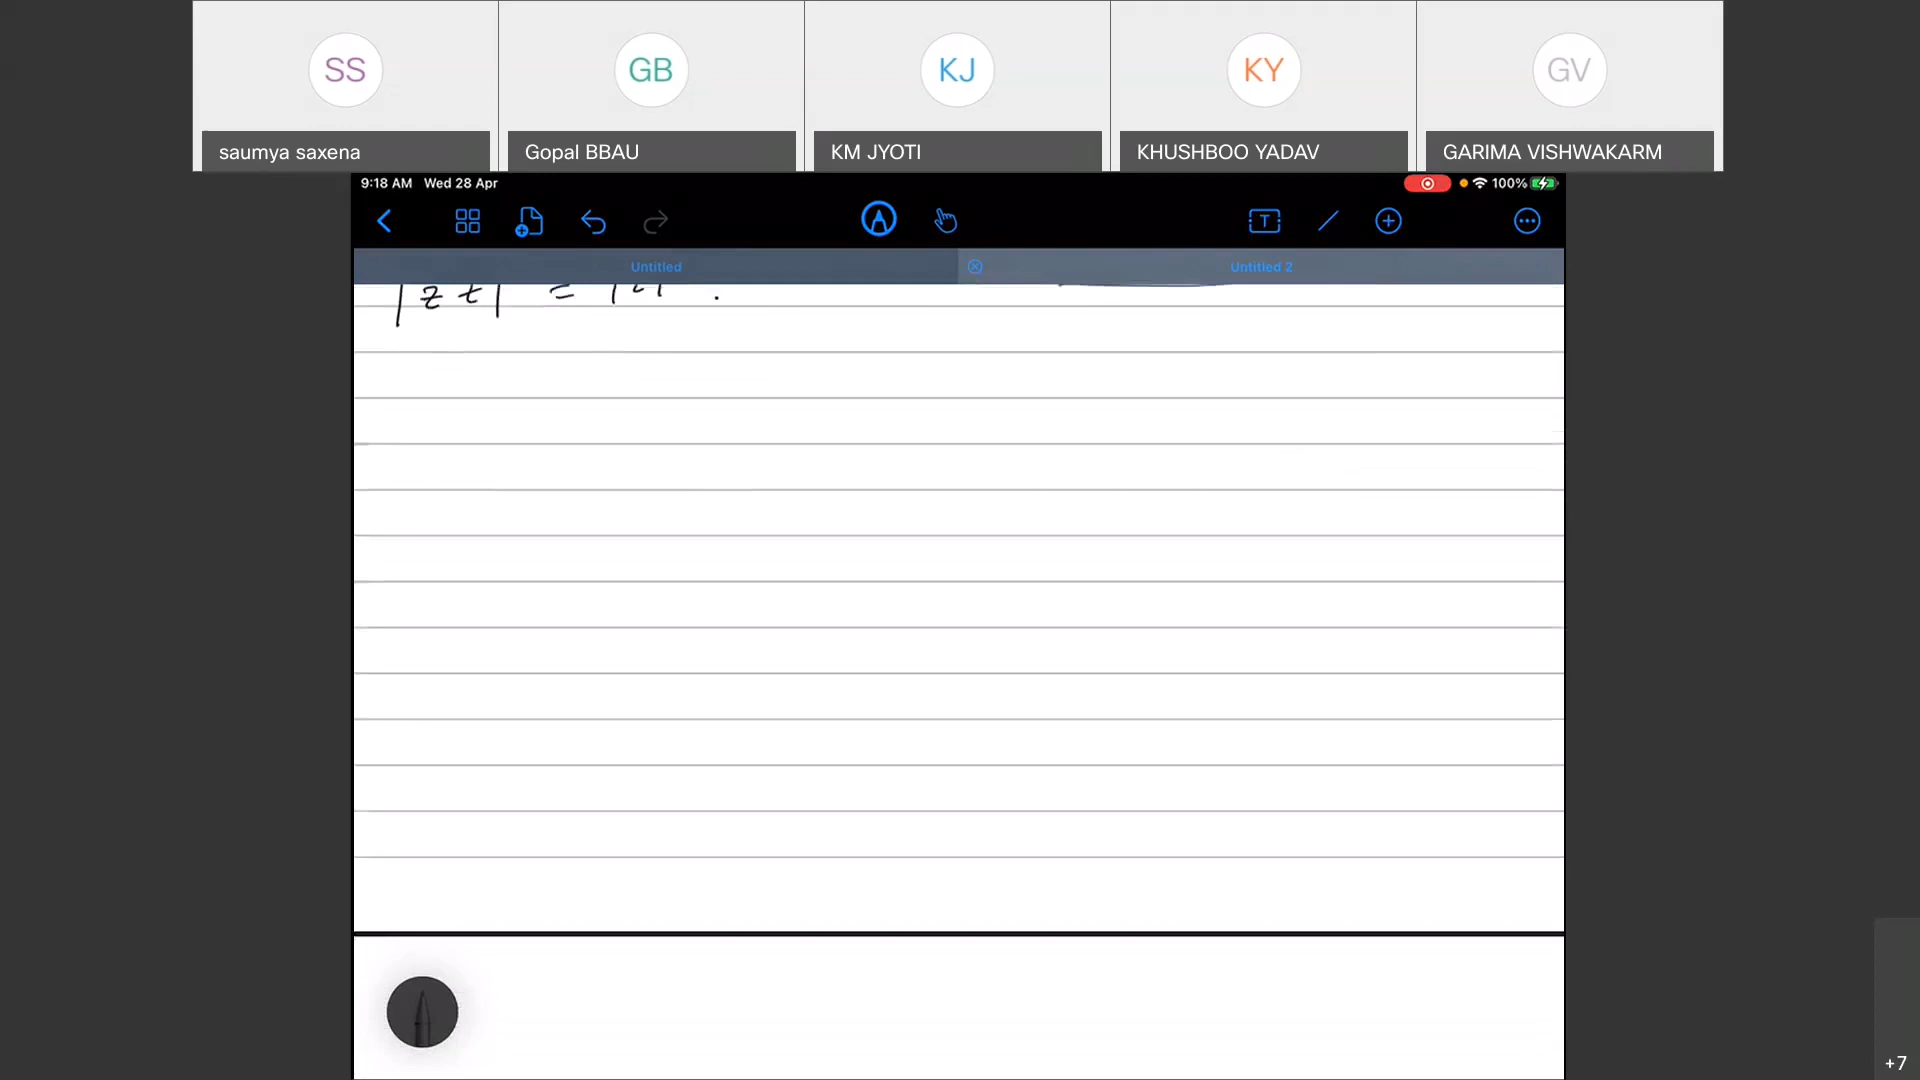 SS GB KJ KY GV
saumya saxena Gopal BBAU KM JYOTI KHUSHBOO YADAV GARIMA VISHWAKARM
9:18 AM Wed 28 Apr 100%
T
Untitled Untitled 2
|zt| =
+7